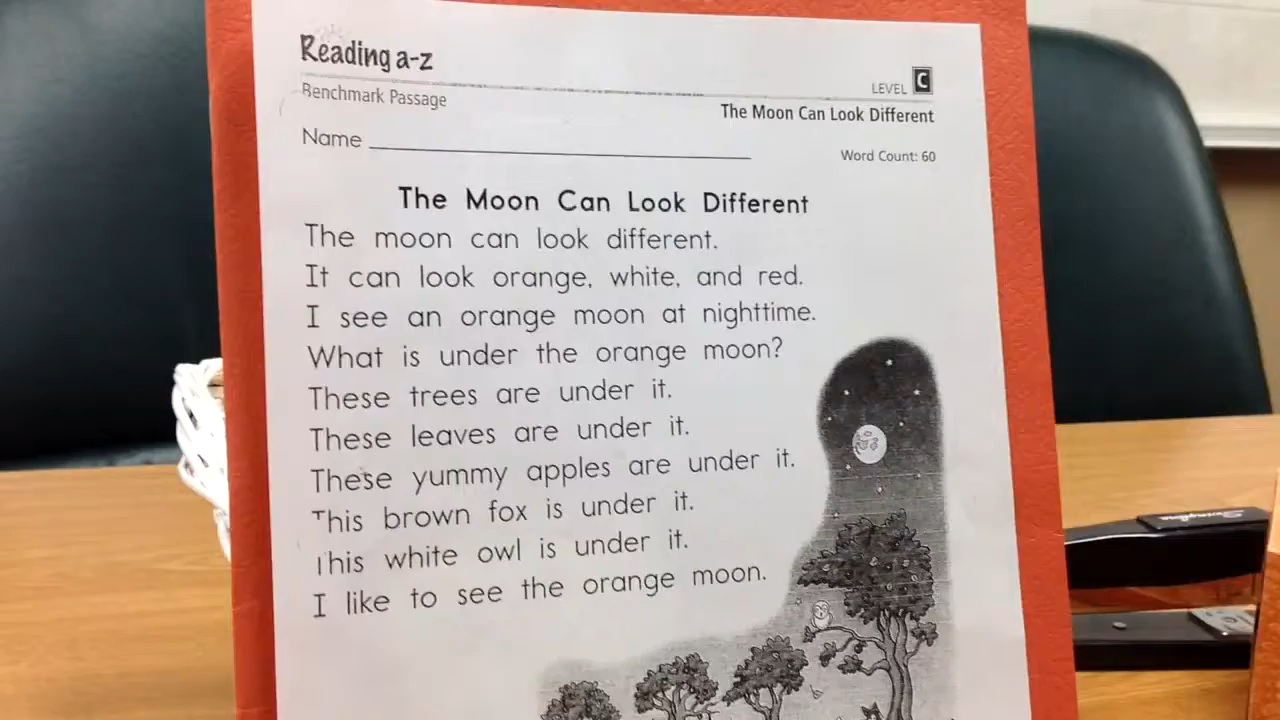 Reading a-z
LEVEL C
Benchmark Passage
The Moon Can Look Different
Name
Word Count: 60
The Moon Can Look Different
The moon can look different.
It can look orange, white, and red.
I see an orange moon at nighttime.
What is under the orange moon?
These trees are under it.
These leaves are under it.
These yummy apples are under it.
This brown fox is under it.
This white owl is under it.
I like to see the orange moon.
Swingline